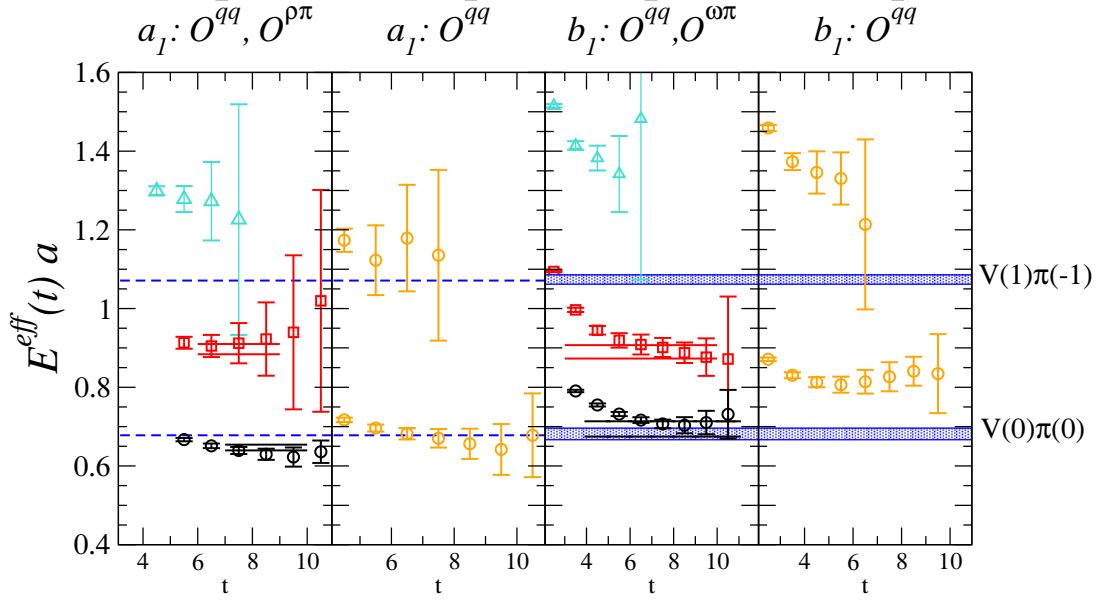 a₁: O^{q̄q}, O^{ρπ}
a₁: O^{q̄q}
b₁: O^{q̄q}, O^{ωπ}
b₁: O^{q̄q}
E^{eff}(t) a
1.6
1.4
1.2
1
0.8
0.6
0.4
V(1)π(-1)
V(0)π(0)
4 6 8 10
4 6 8 10
4 6 8 10
4 6 8 10
t
t
t
t